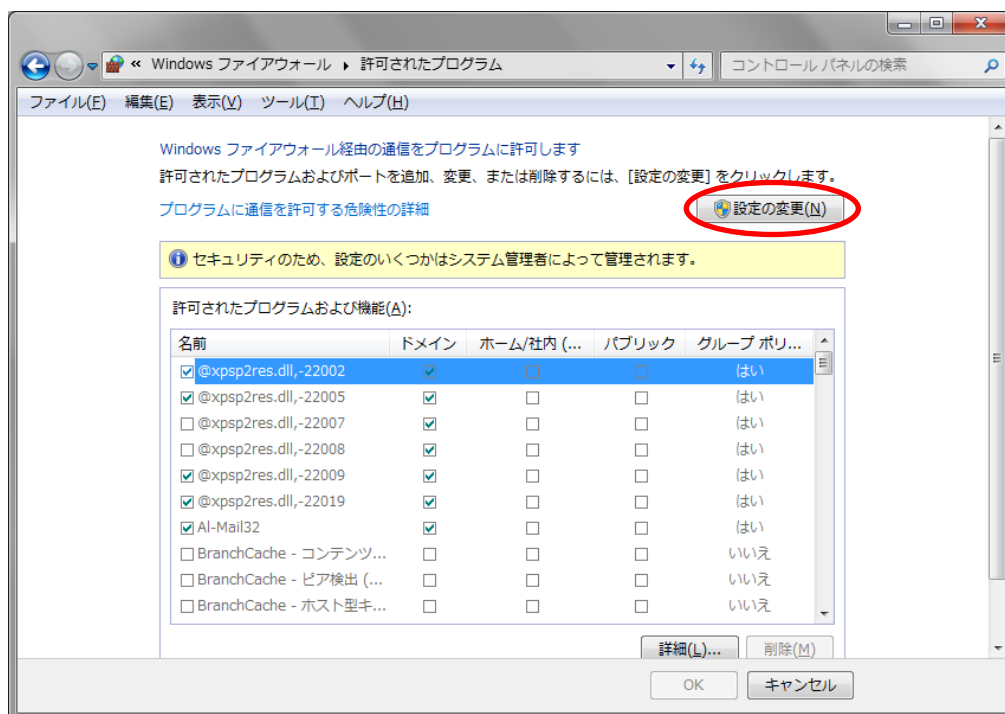 « Windows ファイアウォール ▸ 許可されたプログラム コントロール パネルの検索
ファイル(F) 編集(E) 表示(V) ツール(T) ヘルプ(H)
Windows ファイアウォール経由の通信をプログラムに許可します
許可されたプログラムおよびポートを追加、変更、または削除するには、[設定の変更] をクリックします。
プログラムに通信を許可する危険性の詳細 設定の変更(N)
セキュリティのため、設定のいくつかはシステム管理者によって管理されます。
許可されたプログラムおよび機能(A):
名前 ドメイン ホーム/社内 (... パブリック グループ ポリ...
@xpsp2res.dll,-22002 はい
@xpsp2res.dll,-22005 はい
@xpsp2res.dll,-22007 はい
@xpsp2res.dll,-22008 はい
@xpsp2res.dll,-22009 はい
@xpsp2res.dll,-22019 はい
Al-Mail32 はい
BranchCache - コンテンツ... いいえ
BranchCache - ピア検出 (... いいえ
BranchCache - ホスト型キ... いいえ
詳細(L)... 削除(M)
OK キャンセル